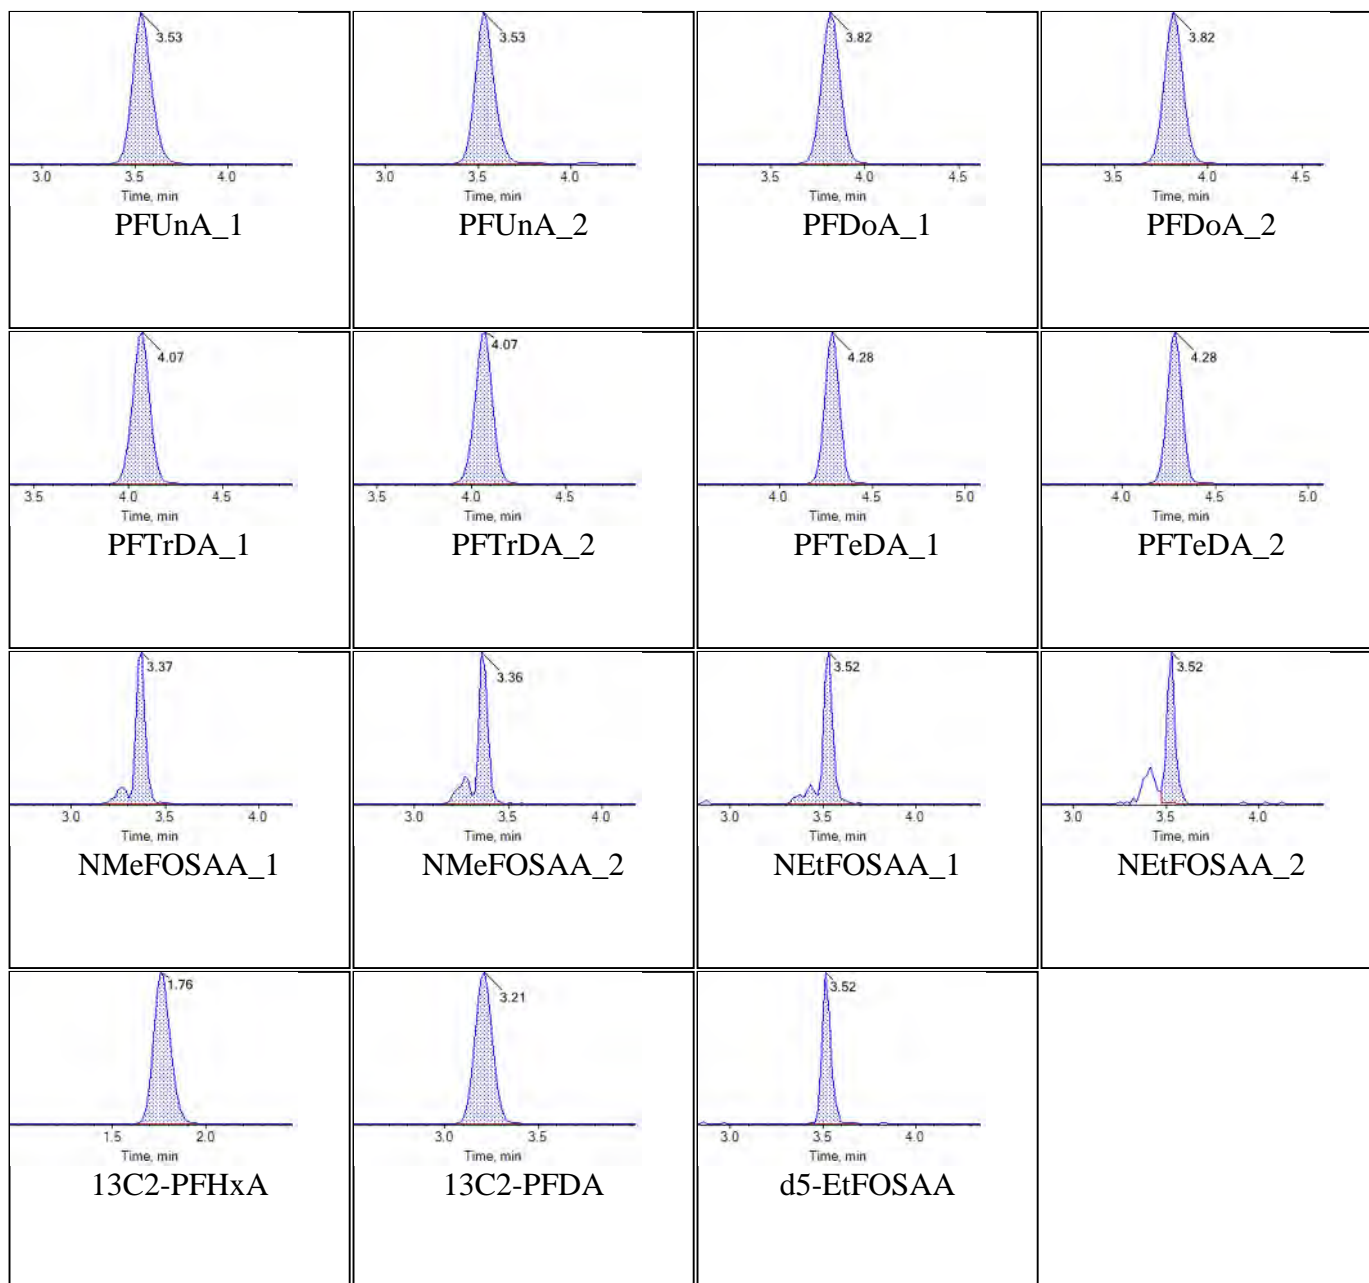 3.53
3.0 3.5 4.0
Time, min
PFUnA_1
3.53
3.0 3.5 4.0
Time, min
PFUnA_2
3.82
3.5 4.0 4.5
Time, min
PFDoA_1
3.82
3.5 4.0 4.5
Time, min
PFDoA_2
4.07
3.5 4.0 4.5
Time, min
PFTrDA_1
4.07
3.5 4.0 4.5
Time, min
PFTrDA_2
4.28
4.0 4.5 5.0
Time, min
PFTeDA_1
4.28
4.0 4.5 5.0
Time, min
PFTeDA_2
3.37
3.0 3.5 4.0
Time, min
NMeFOSAA_1
3.36
3.0 3.5 4.0
Time, min
NMeFOSAA_2
3.52
3.0 3.5 4.0
Time, min
NEtFOSAA_1
3.52
3.0 3.5 4.0
Time, min
NEtFOSAA_2
1.76
1.5 2.0
Time, min
13C2-PFHxA
3.21
3.0 3.5
Time, min
13C2-PFDA
3.52
3.0 3.5 4.0
Time, min
d5-EtFOSAA